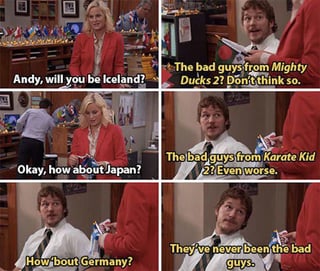 Andy, will you be Iceland?
The bad guys from Mighty
Ducks 2? Don't think so.
Okay, how about Japan?
The bad guys from Karate Kid
2? Even worse.
How 'bout Germany?
They've never been the bad
guys.